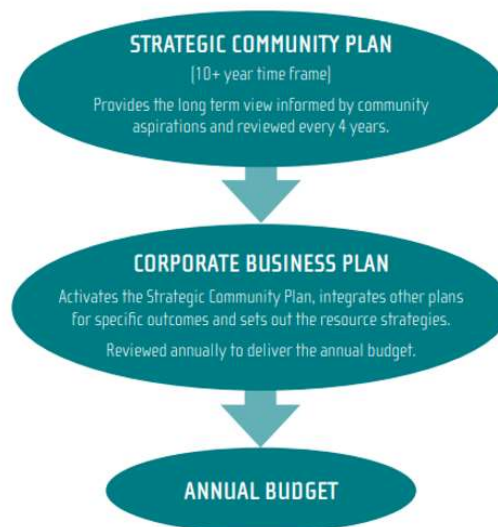 STRATEGIC COMMUNITY PLAN
(10+ year time frame)
Provides the long term view informed by community
aspirations and reviewed every 4 years.
CORPORATE BUSINESS PLAN
Activates the Strategic Community Plan, integrates other plans
for specific outcomes and sets out the resource strategies.
Reviewed annually to deliver the annual budget.
ANNUAL BUDGET